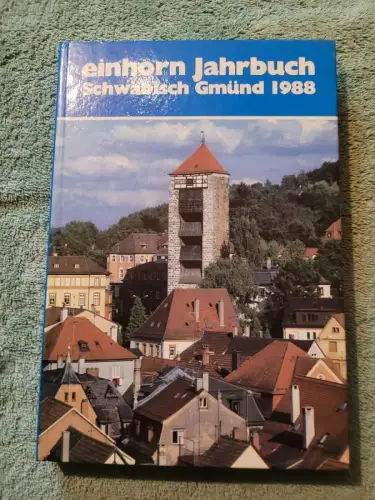 einhorn Jahrbuch
Schwäbisch Gmünd 1988